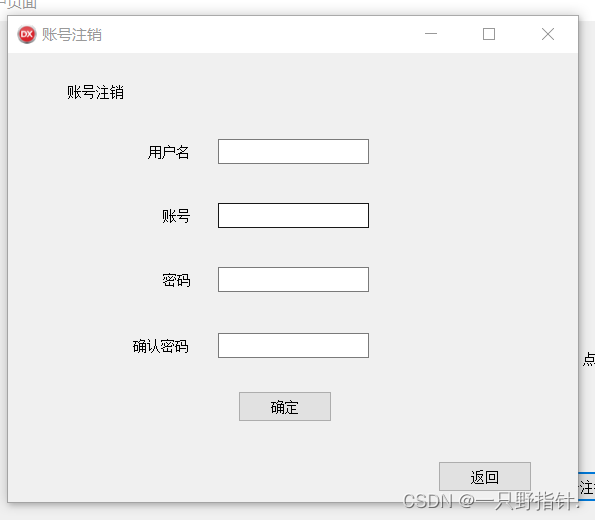 户页面
DX 账号注销
账号注销
用户名
账号
密码
确认密码
点
确定
返回
注
CSDN @一只野指针.